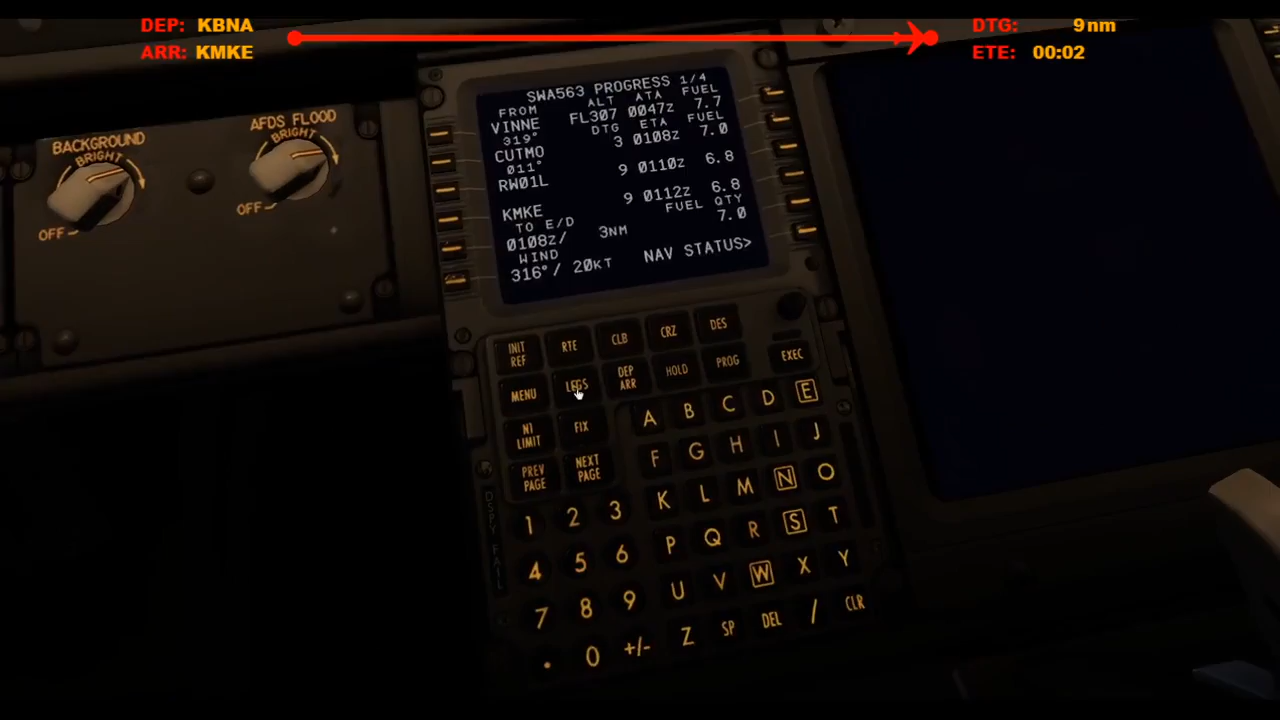 DEP: KBNA
ARR: KMKE
DTG: 9nm
ETE: 00:02
BACKGROUND
BRIGHT
OFF
AFDS FLOOD
BRIGHT
OFF
SWA563 PROGRESS 1/4
FROM ALT ATA FUEL
VINNE FL307 0047z 7.7
319° DTG ETA FUEL
CUTMO 3 0108z 7.0
011°
RW01L 9 0110z 6.8
KMKE 9 0112z 6.8
TO E/D FUEL QTY
0108z/ 3NM 7.0
WIND
316°/ 20KT NAV STATUS>
INIT REF RTE CLB CRZ DES
MENU LEGS DEP ARR HOLD PROG EXEC
N1 LIMIT FIX
PREV PAGE NEXT PAGE
A B C D E
F G H I J
K L M N O
P Q R S T
U V W X Y
Z SP DEL / CLR
1 2 3
4 5 6
7 8 9
. 0 +/-
DSPY FAIL